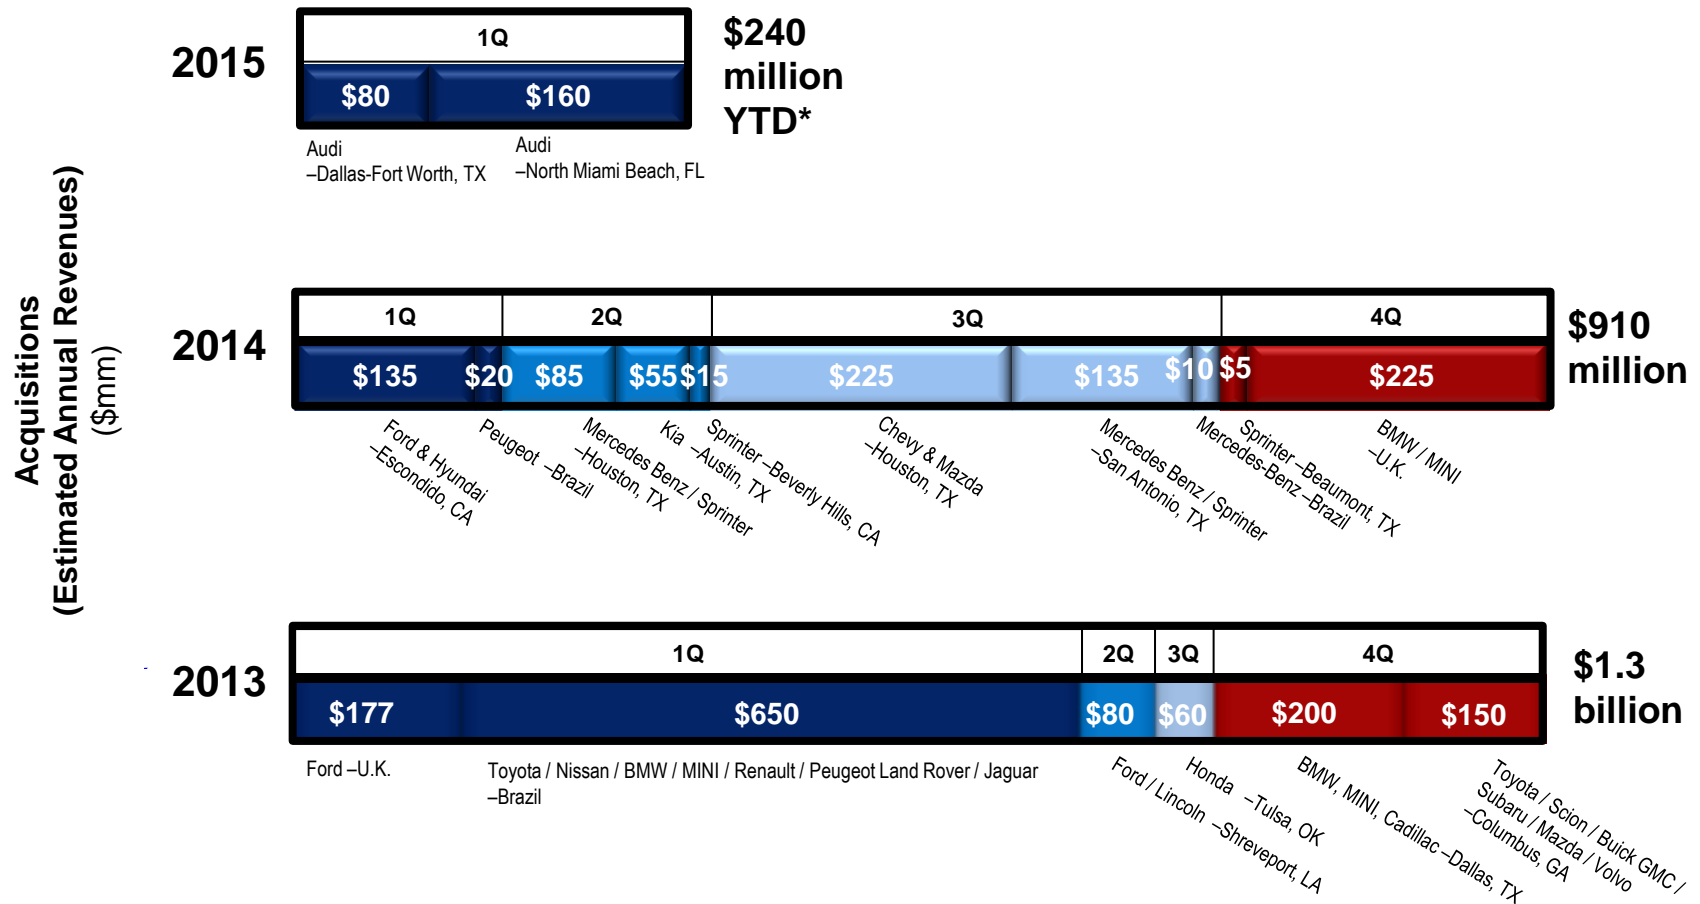 Acquisitions
(Estimated Annual Revenues)
($mm)
2015
1Q
$80
$160
$240
million
YTD*
Audi
–Dallas-Fort Worth, TX
Audi
–North Miami Beach, FL
2014
1Q
2Q
3Q
4Q
$135
$20
$85
$55
$15
$225
$135
$10
$5
$225
$910
million
Ford & Hyundai
–Escondido, CA
Peugeot –Brazil
Mercedes Benz / Sprinter
–Houston, TX
Kia
–Austin, TX
Sprinter –Beverly Hills, CA
Chevy & Mazda
–Houston, TX
Mercedes Benz / Sprinter
–San Antonio, TX
Mercedes-Benz –Brazil
Sprinter –Beaumont, TX
BMW / MINI
–U.K.
2013
1Q
2Q
3Q
4Q
$177
$650
$80
$60
$200
$150
$1.3
billion
Ford –U.K.
Toyota / Nissan / BMW / MINI / Renault / Peugeot Land Rover / Jaguar
–Brazil
Ford / Lincoln –Shreveport, LA
Honda –Tulsa, OK
BMW, MINI, Cadillac –Dallas, TX
Toyota / Scion / Buick GMC /
Subaru / Mazda / Volvo
–Columbus, GA